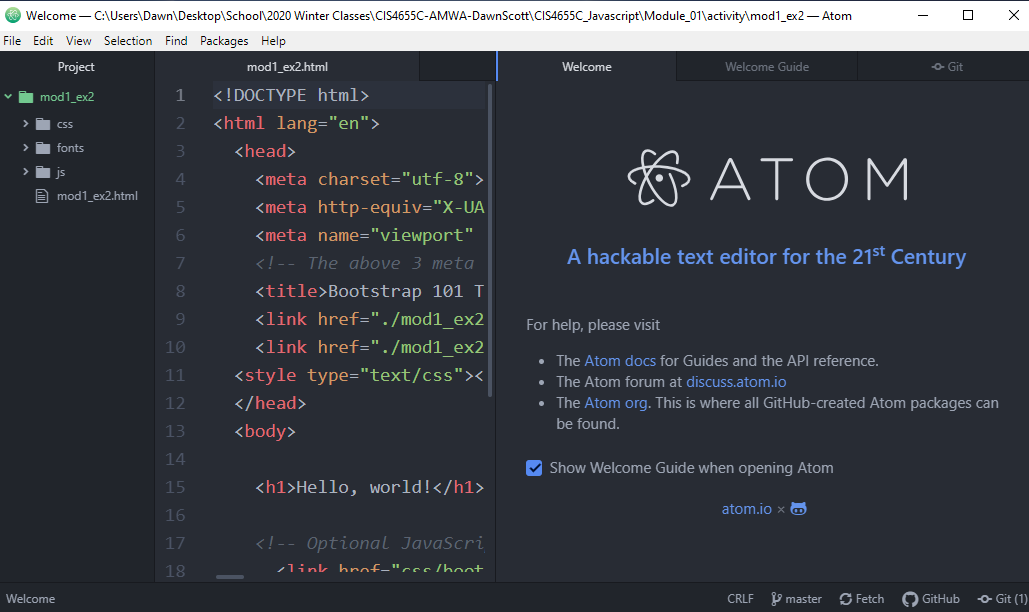 Welcome — C:\Users\Dawn\Desktop\School\2020 Winter Classes\CIS4655C-AMWA-DawnScott\CIS4655C_Javascript\Module_01\activity\mod1_ex2 — Atom
File Edit View Selection Find Packages Help
Project
mod1_ex2
css
fonts
js
mod1_ex2.html
mod1_ex2.html
1 <!DOCTYPE html>
2 <html lang="en">
3 <head>
4 <meta charset="utf-8">
5 <meta http-equiv="X-UA
6 <meta name="viewport"
7 <!-- The above 3 meta
8 <title>Bootstrap 101 T
9 <link href="./mod1_ex2
10 <link href="./mod1_ex2
11 <style type="text/css"><
12 </head>
13 <body>
14
15 <h1>Hello, world!</h1>
16
17 <!-- Optional JavaScri
18 <link href="css/boot
Welcome Welcome Guide Git
ATOM
A hackable text editor for the 21st Century
For help, please visit
• The Atom docs for Guides and the API reference.
• The Atom forum at discuss.atom.io
• The Atom org. This is where all GitHub-created Atom packages can
be found.
Show Welcome Guide when opening Atom
atom.io ×
Welcome CRLF master Fetch GitHub Git (1)